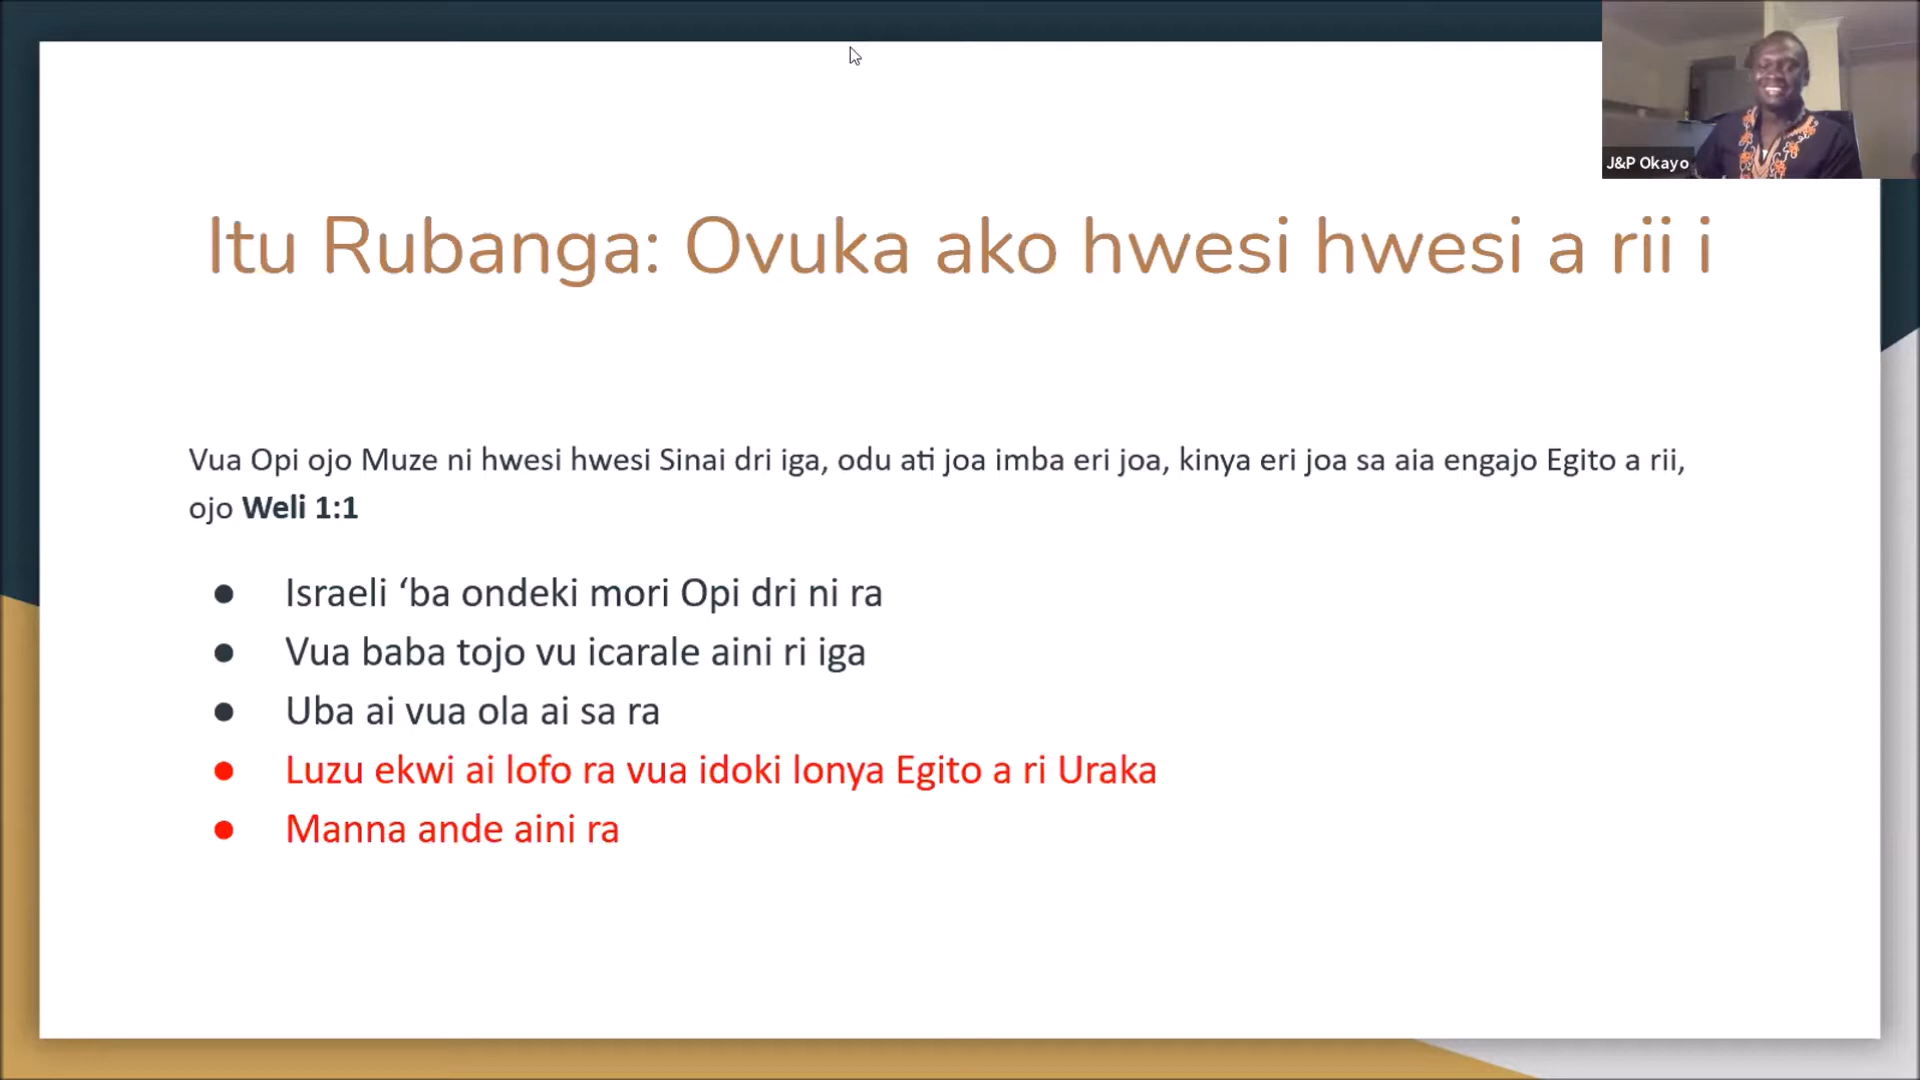 J&P Okayo
Itu Rubanga: Ovuka ako hwesi hwesi a rii i
Vua Opi ojo Muze ni hwesi hwesi Sinai dri iga, odu ati joa imba eri joa, kinya eri joa sa aia engajo Egito a rii,
ojo Weli 1:1
● Israeli ‘ba ondeki mori Opi dri ni ra
● Vua baba tojo vu icarale aini ri iga
● Uba ai vua ola ai sa ra
● Luzu ekwi ai lofo ra vua idoki lonya Egito a ri Uraka
● Manna ande aini ra